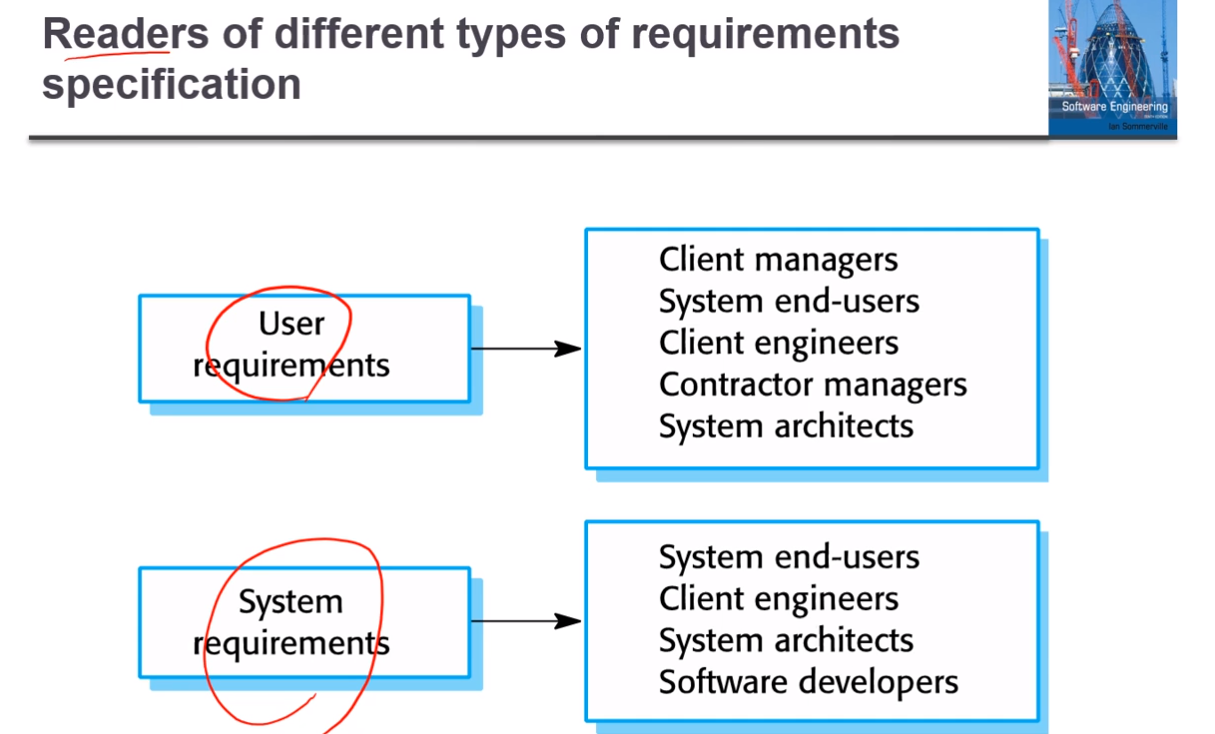 Readers of different types of requirements
specification
Software Engineering
Ian Sommerville
User
requirements
Client managers
System end-users
Client engineers
Contractor managers
System architects
System
requirements
System end-users
Client engineers
System architects
Software developers